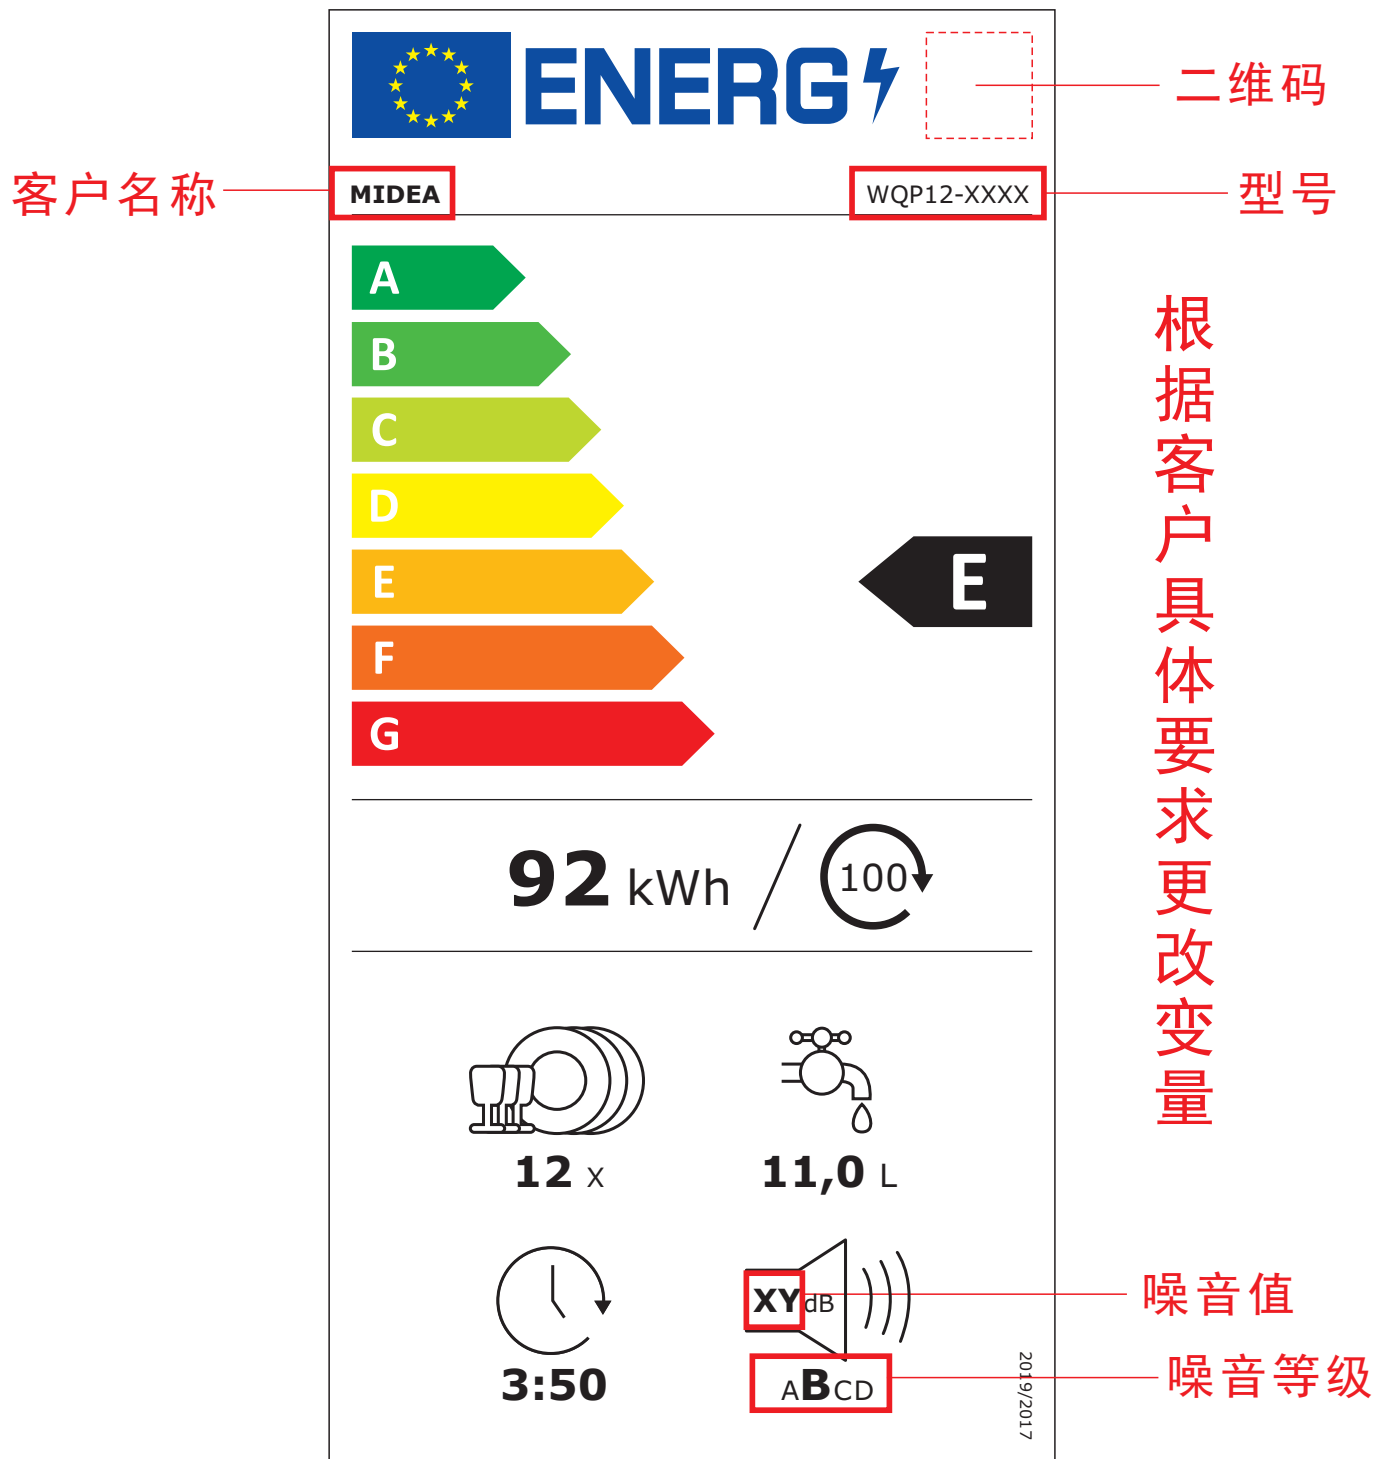 ENERG
二维码
客户名称
MIDEA
WQP12-XXXX
型号
A
B
C
D
E
F
G
E
根据客户具体要求更改变量
92 kWh / 100
12 x
11,0 L
3:50
XY dB
噪音值
ABCD
噪音等级
2019/2017